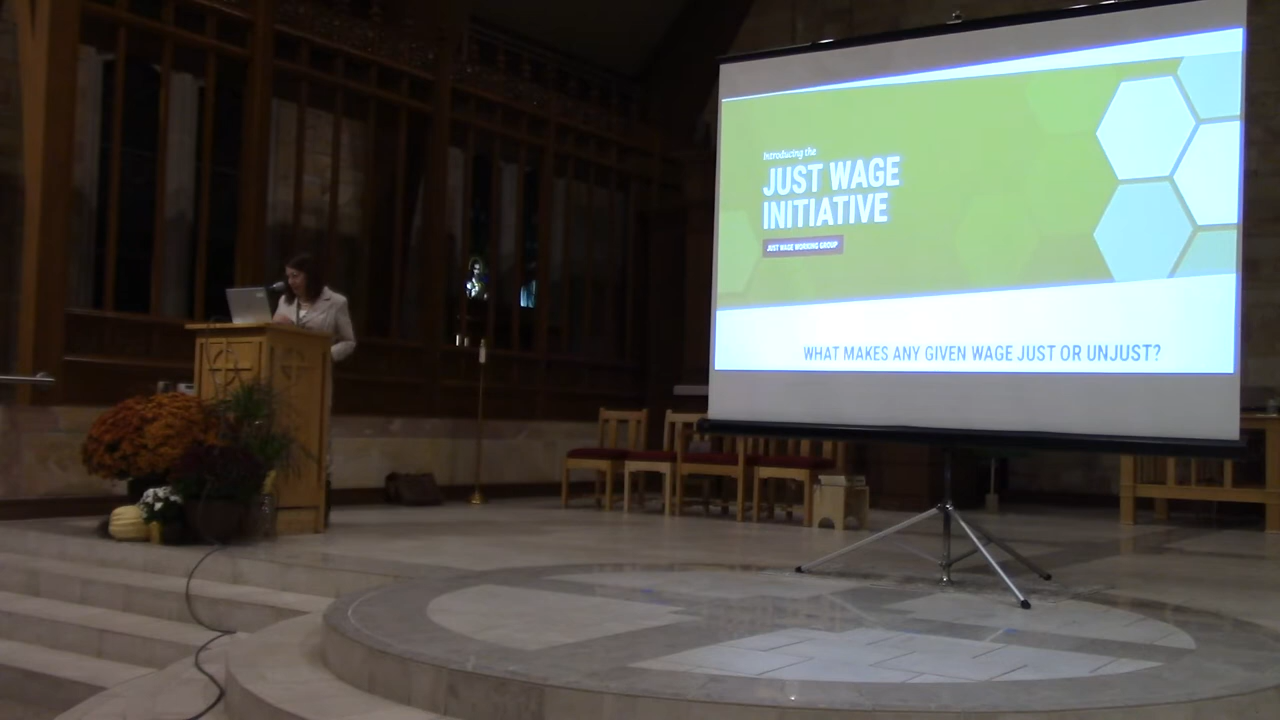 Introducing the
JUST WAGE
INITIATIVE
JUST WAGE WORKING GROUP
WHAT MAKES ANY GIVEN WAGE JUST OR UNJUST?